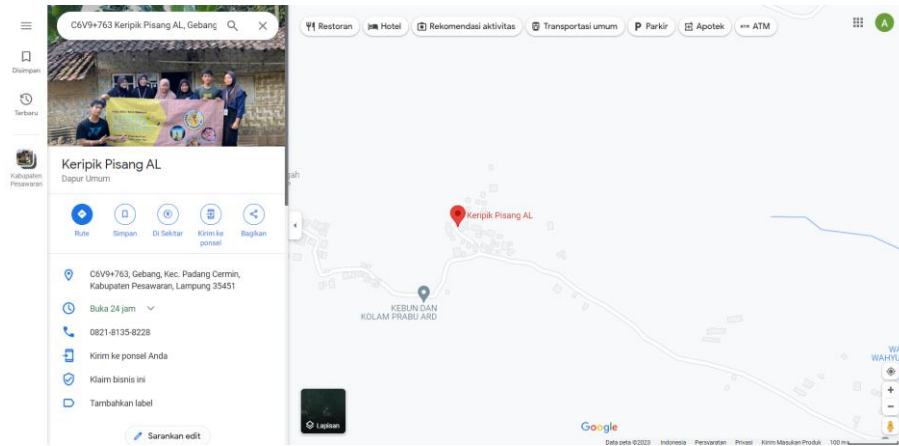 C6V9+763 Keripik Pisang AL, Gebang
Restoran
Hotel
Rekomendasi aktivitas
Transportasi umum
Parkir
Apotek
ATM
A
Disimpan
Terbaru
Kabupaten
Pesawaran
Keripik Pisang AL
Dapur Umum
Rute
Simpan
Di Sekitar
Kirim ke
ponsel
Bagikan
C6V9+763, Gebang, Kec. Padang Cermin,
Kabupaten Pesawaran, Lampung 35451
Buka 24 jam
0821-8135-8228
Kirim ke ponsel Anda
Klaim bisnis ini
Tambahkan label
Sarankan edit
Keripik Pisang AL
KEBUN DAN
KOLAM PRABU ARD
WAHYU
Lapisan
Google
Data peta ©2023 Indonesia Persyaratan Privasi Kirim Masukan Produk 100 m